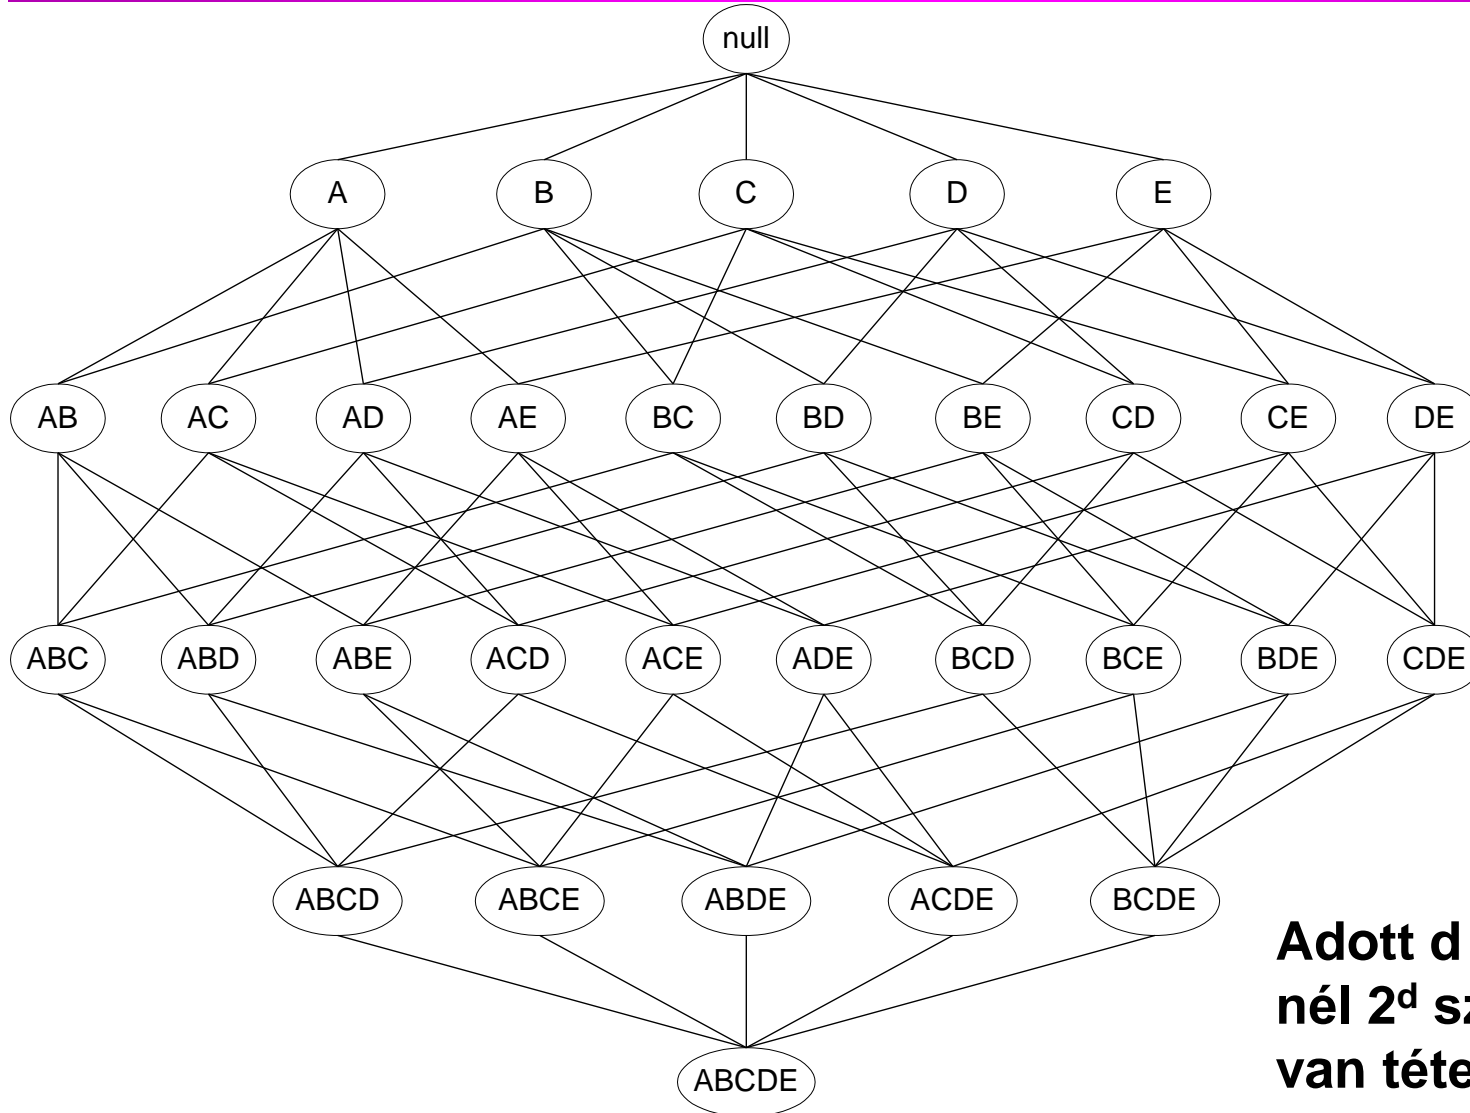 null
A B C D E
AB AC AD AE BC BD BE CD CE DE
ABC ABD ABE ACD ACE ADE BCD BCE BDE CDE
ABCD ABCE ABDE ACDE BCDE
ABCDE
Adott d
nél 2ᵈ
van